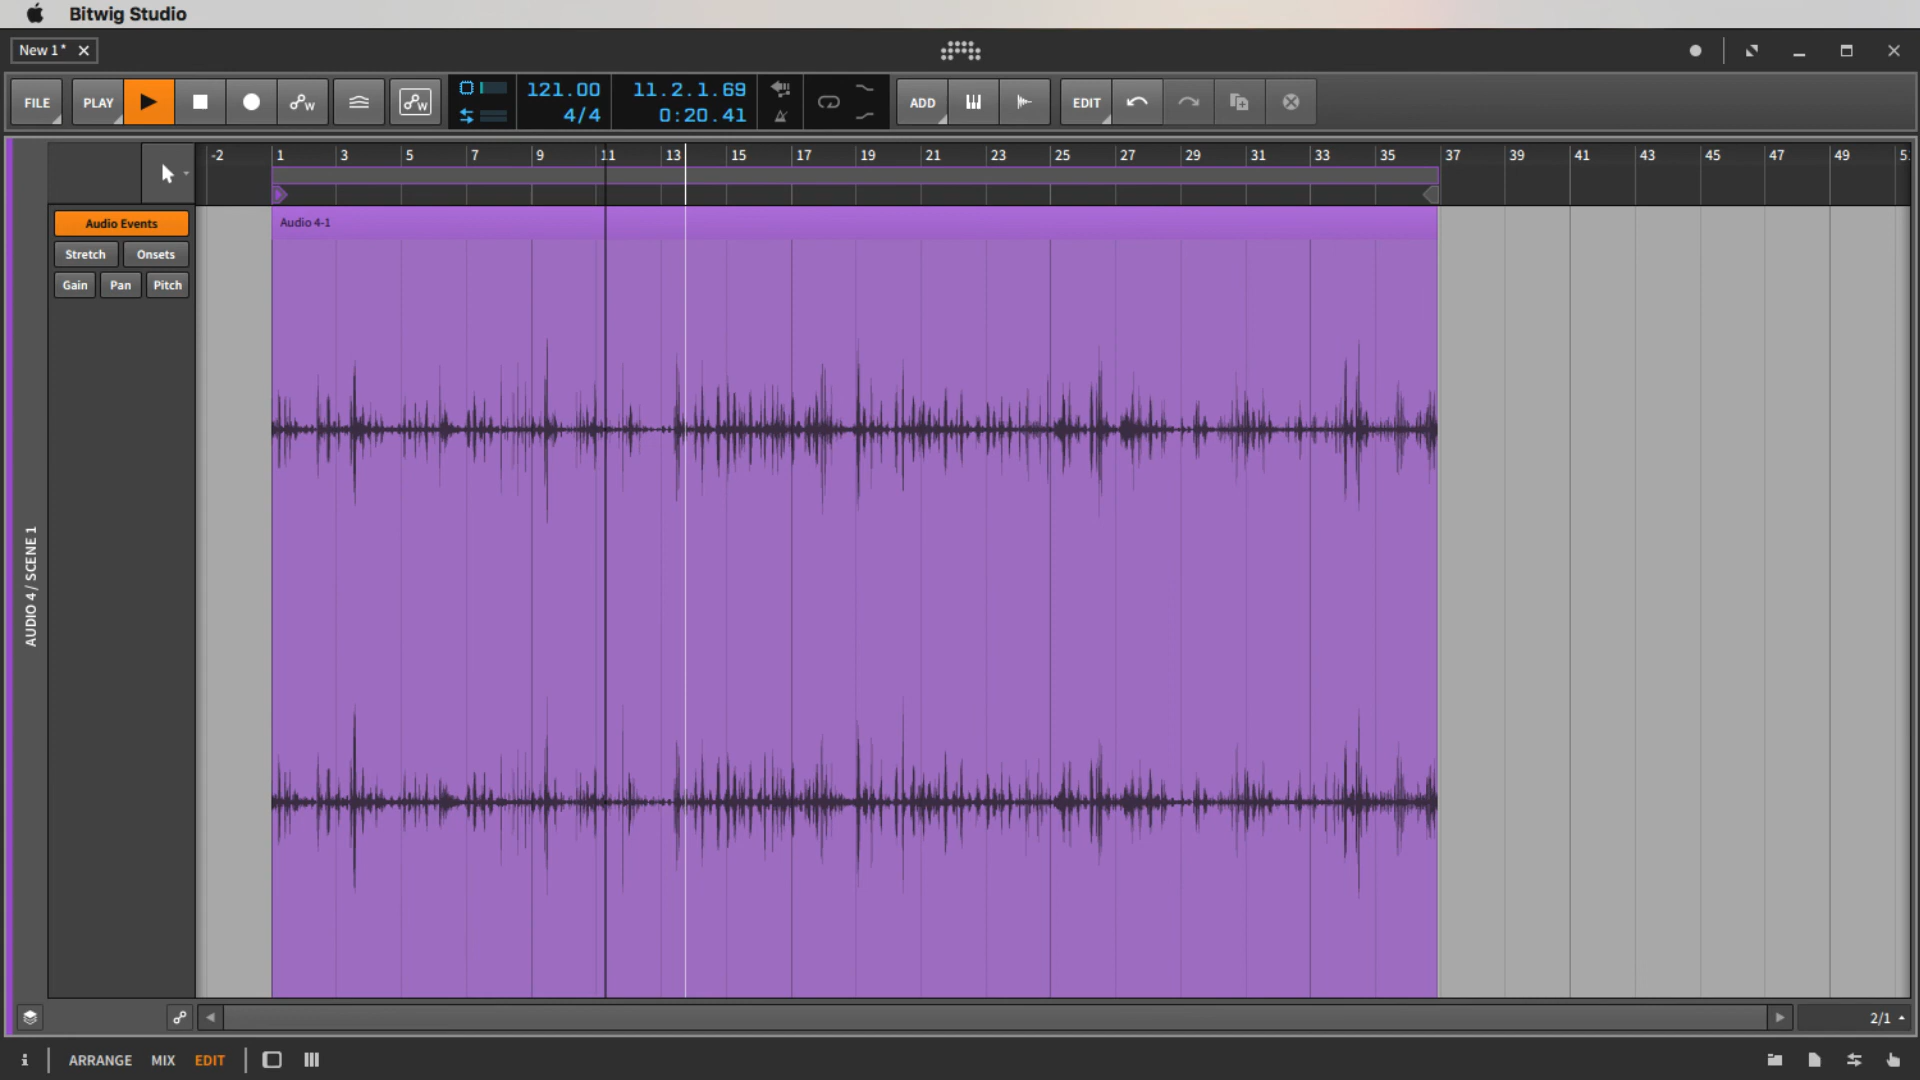 Bitwig Studio
New 1*
FILE PLAY 121.00 11.2.1.69 ADD EDIT
4/4 0:20.41
-2 1 3 5 7 9 11 13 15 17 19 21 23 25 27 29 31 33 35 37 39 41 43 45 47 49 51
Audio Events
Audio 4-1
Stretch Onsets
Gain Pan Pitch
AUDIO 4 / SCENE 1
2/1
i ARRANGE MIX EDIT